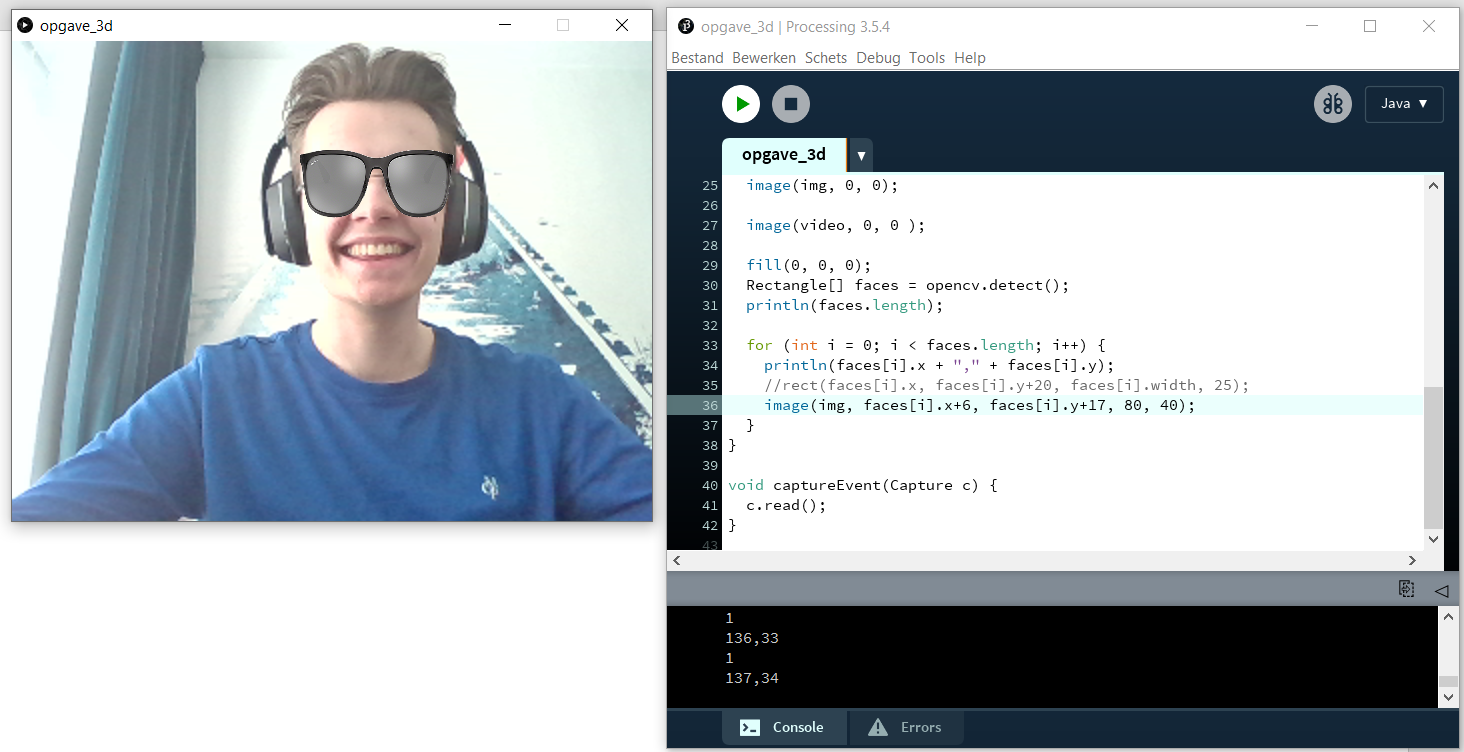 opgave_3d
opgave_3d | Processing 3.5.4
Bestand Bewerken Schets Debug Tools Help
Java ▼
opgave_3d ▼
25 image(img, 0, 0);
26
27 image(video, 0, 0 );
28
29 fill(0, 0, 0);
30 Rectangle[] faces = opencv.detect();
31 println(faces.length);
32
33 for (int i = 0; i < faces.length; i++) {
34 println(faces[i].x + "," + faces[i].y);
35 //rect(faces[i].x, faces[i].y+20, faces[i].width, 25);
36 image(img, faces[i].x+6, faces[i].y+17, 80, 40);
37 }
38 }
39
40 void captureEvent(Capture c) {
41 c.read();
42 }
43
1
136,33
1
137,34
Console Errors